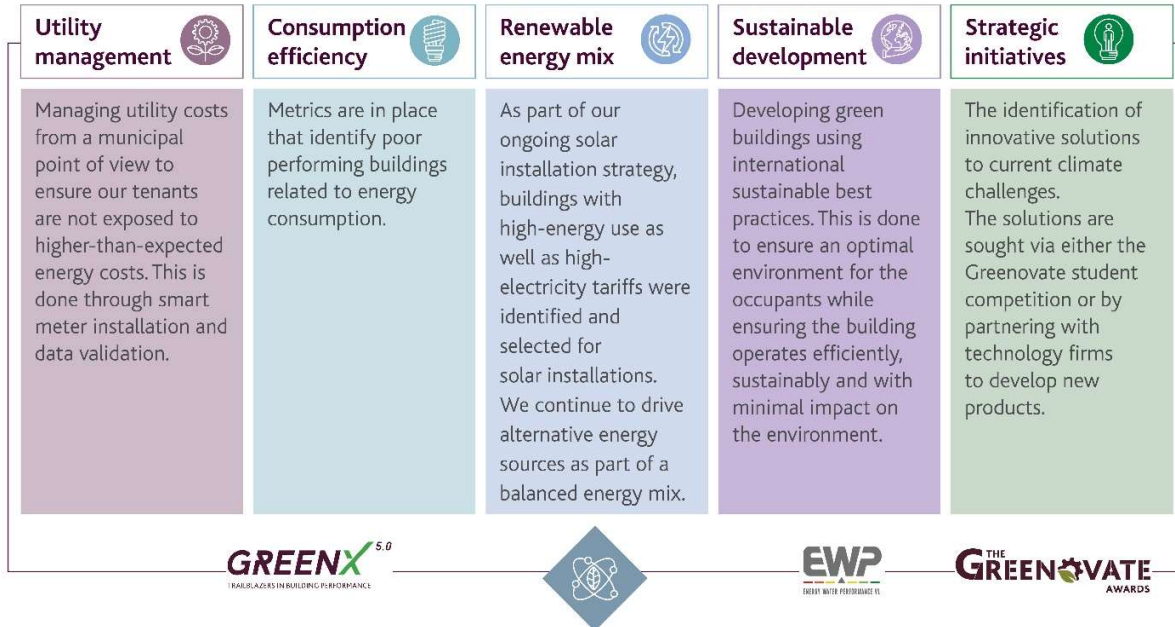 Utility
management
Managing utility costs
from a municipal
point of view to
ensure our tenants
are not exposed to
higher-than-expected
energy costs. This is
done through smart
meter installation and
data validation.
Consumption
efficiency
Metrics are in place
that identify poor
performing buildings
related to energy
consumption.
Renewable
energy mix
As part of our
ongoing solar
installation strategy,
buildings with
high-energy use as
well as high-
electricity tariffs were
identified and
selected for
solar installations.
We continue to drive
alternative energy
sources as part of a
balanced energy mix.
Sustainable
development
Developing green
buildings using
international
sustainable best
practices. This is done
to ensure an optimal
environment for the
occupants while
ensuring the building
operates efficiently,
sustainably and with
minimal impact on
the environment.
Strategic
initiatives
The identification of
innovative solutions
to current climate
challenges.
The solutions are
sought via either the
Greenovate student
competition or by
partnering with
technology firms
to develop new
products.
GREENX 5.0
TRAILBLAZERS IN BUILDING PERFORMANCE
EWP
ENERGY WATER PERFORMANCE V1
THE
GREENOVATE
AWARDS